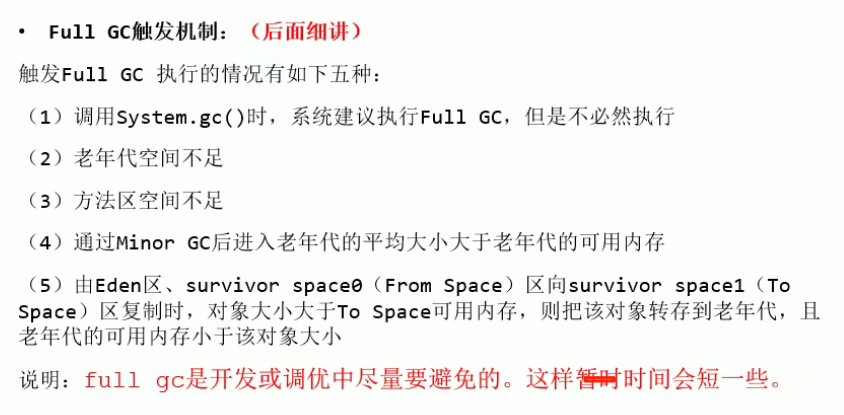 • Full GC触发机制：（后面细讲）
触发Full GC 执行的情况有如下五种：
（1）调用System.gc()时，系统建议执行Full GC，但是不必然执行
（2）老年代空间不足
（3）方法区空间不足
（4）通过Minor GC后进入老年代的平均大小大于老年代的可用内存
（5）由Eden区、survivor space0（From Space）区向survivor space1（To
Space）区复制时，对象大小大于To Space可用内存，则把该对象转存到老年代，且
老年代的可用内存小于该对象大小
说明：full gc是开发或调优中尽量要避免的。这样暂时时间会短一些。